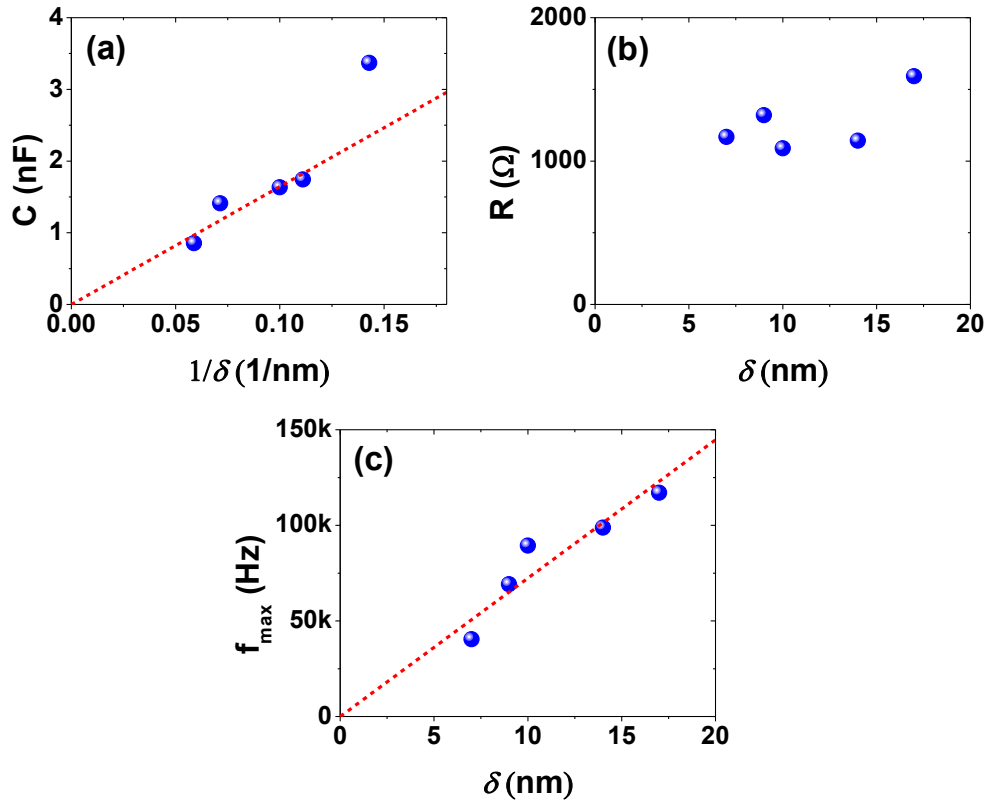 (a)
C (nF)
4
3
2
1
0
0.00 0.05 0.10 0.15
1/δ (1/nm)
(b)
R (Ω)
2000
1000
0
0 5 10 15 20
δ (nm)
(c)
f_max (Hz)
150k
100k
50k
0
0 5 10 15 20
δ (nm)